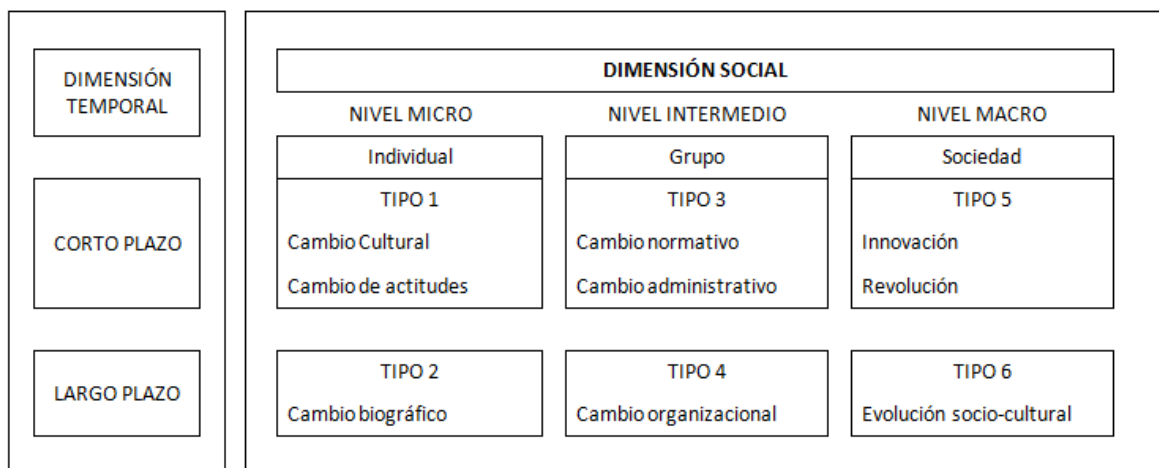 DIMENSIÓN
TEMPORAL
DIMENSIÓN SOCIAL
NIVEL MICRO NIVEL INTERMEDIO NIVEL MACRO
Individual Grupo Sociedad
CORTO PLAZO
TIPO 1
Cambio Cultural
Cambio de actitudes
TIPO 3
Cambio normativo
Cambio administrativo
TIPO 5
Innovación
Revolución
LARGO PLAZO
TIPO 2
Cambio biográfico
TIPO 4
Cambio organizacional
TIPO 6
Evolución socio-cultural